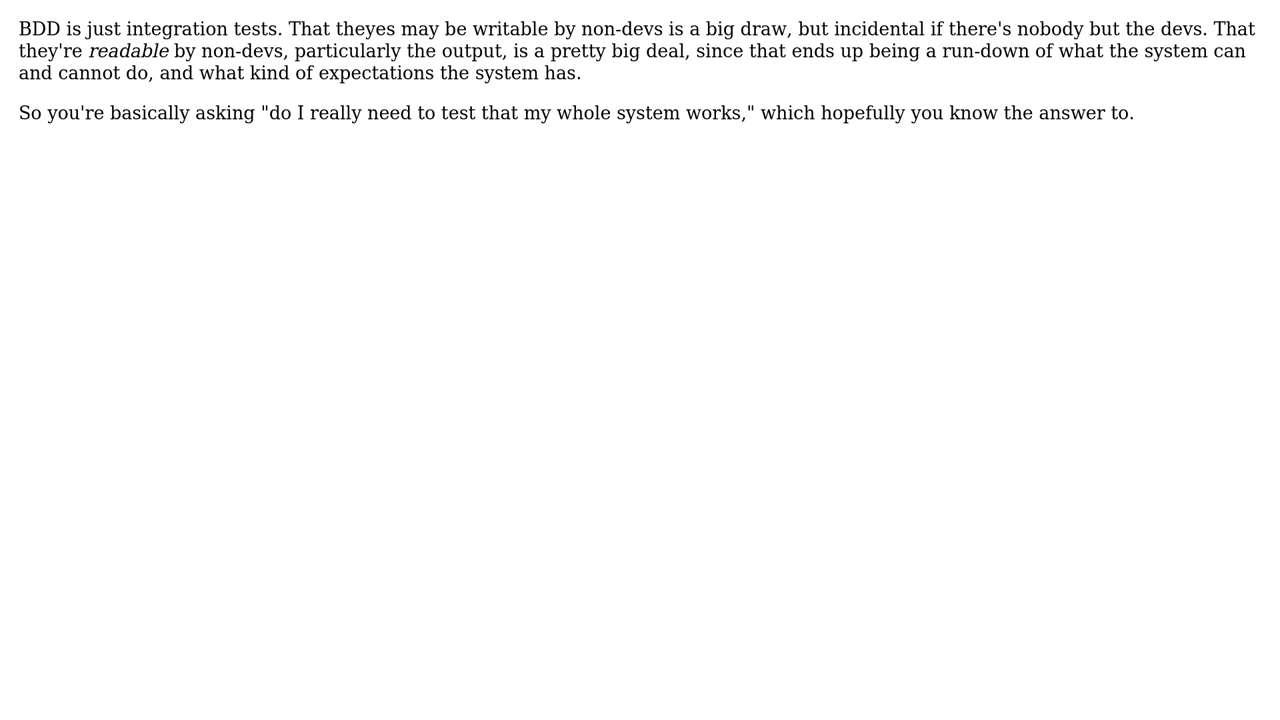 BDD is just integration tests. That theyes may be writable by non-devs is a big draw, but incidental if there's nobody but the devs. That
they're readable by non-devs, particularly the output, is a pretty big deal, since that ends up being a run-down of what the system can
and cannot do, and what kind of expectations the system has.
So you're basically asking "do I really need to test that my whole system works," which hopefully you know the answer to.